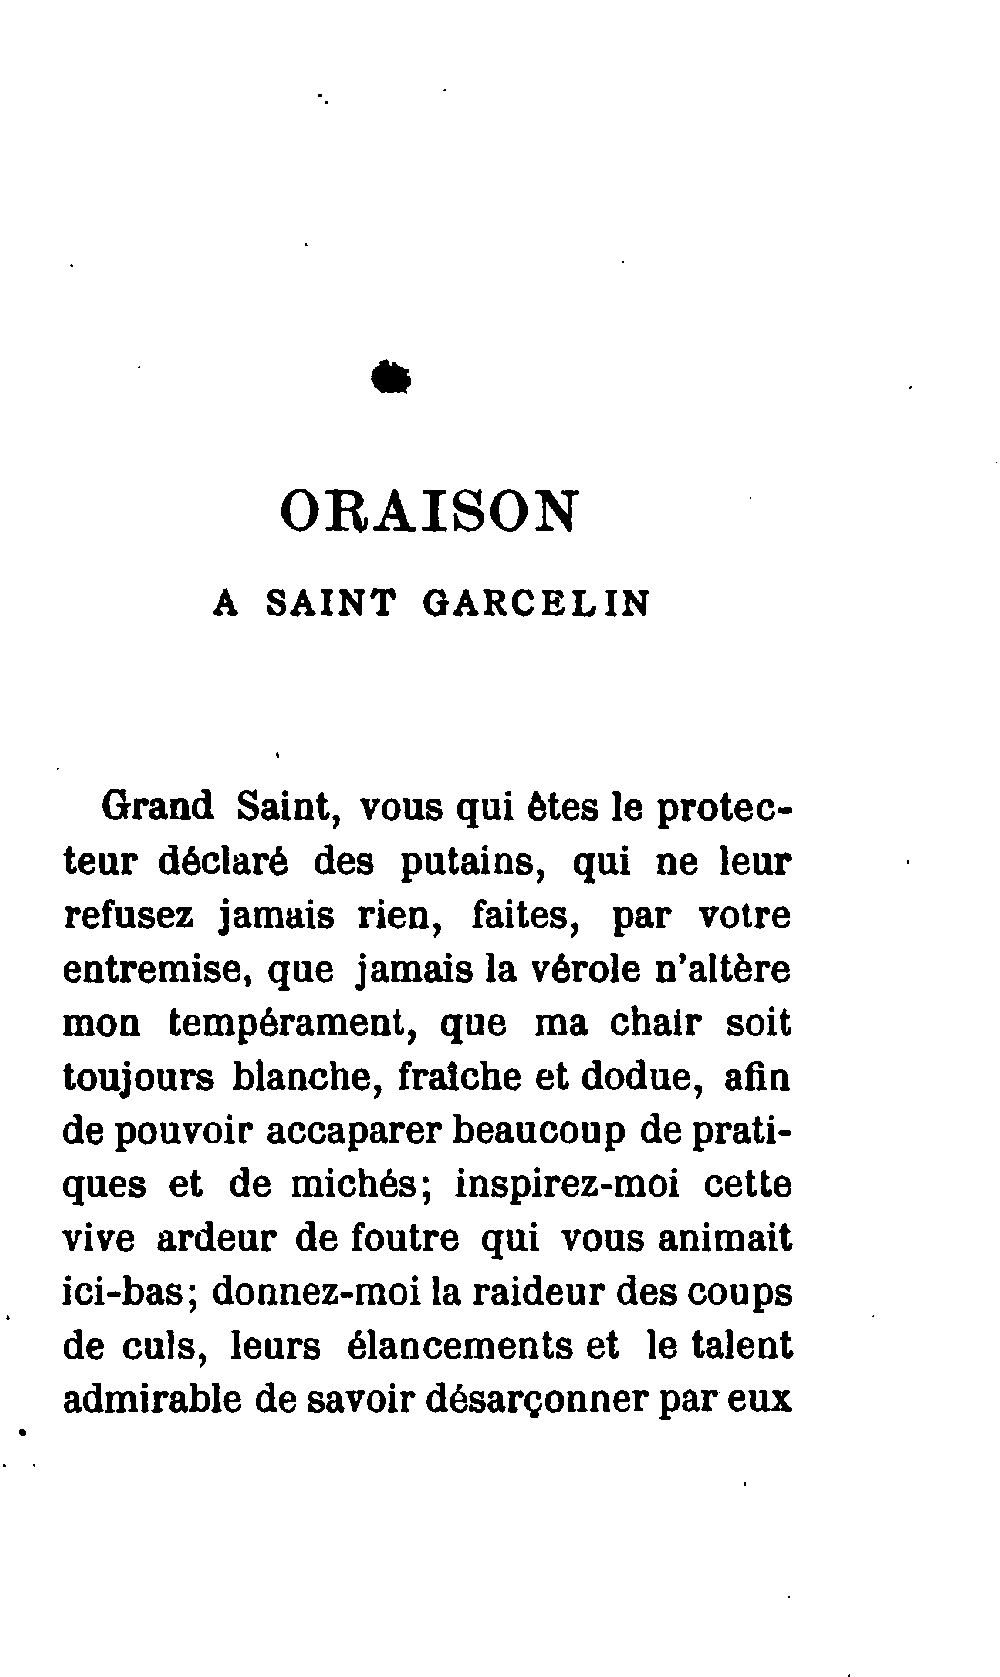 ORAISON
A SAINT GARCELIN
Grand Saint, vous qui êtes le protec-
teur déclaré des putains, qui ne leur
refusez jamais rien, faites, par votre
entremise, que jamais la vérole n'altère
mon tempérament, que ma chair soit
toujours blanche, fraîche et dodue, afin
de pouvoir accaparer beaucoup de prati-
ques et de michés; inspirez-moi cette
vive ardeur de foutre qui vous animait
ici-bas; donnez-moi la raideur des coups
de culs, leurs élancements et le talent
admirable de savoir désarçonner par eux